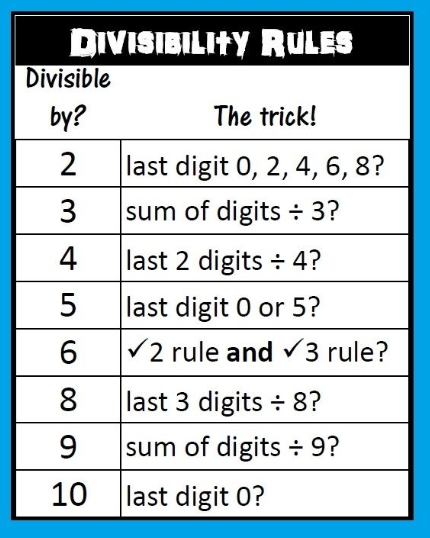 DIVISIBILITY RULES
Divisible
by? The trick!
2 last digit 0, 2, 4, 6, 8?
3 sum of digits ÷ 3?
4 last 2 digits ÷ 4?
5 last digit 0 or 5?
6 ✓2 rule and ✓3 rule?
8 last 3 digits ÷ 8?
9 sum of digits ÷ 9?
10 last digit 0?